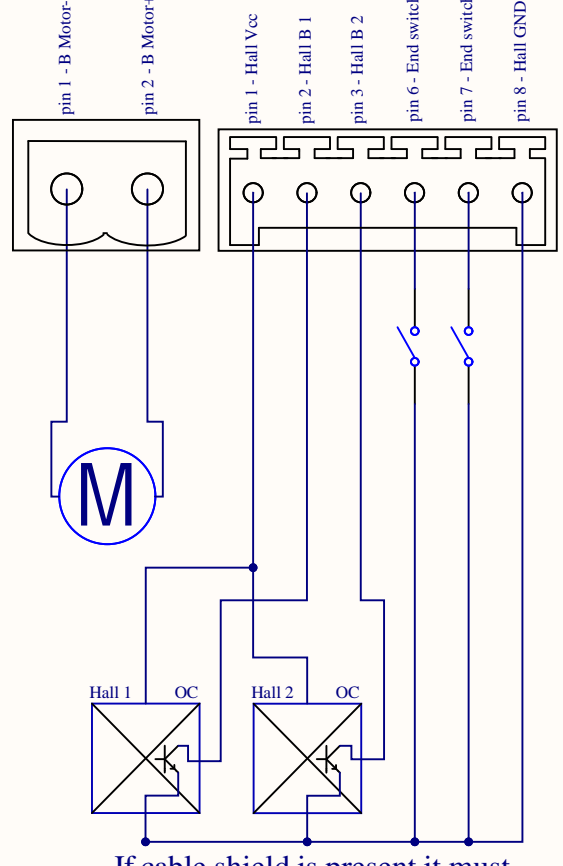 pin 1 - B Motor-
pin 2 - B Motor+
pin 1 - Hall Vcc
pin 2 - Hall B 1
pin 3 - Hall B 2
pin 6 - End switch
pin 7 - End switch
pin 8 - Hall GND
M
Hall 1 OC
Hall 2 OC
If cable shield is present it must